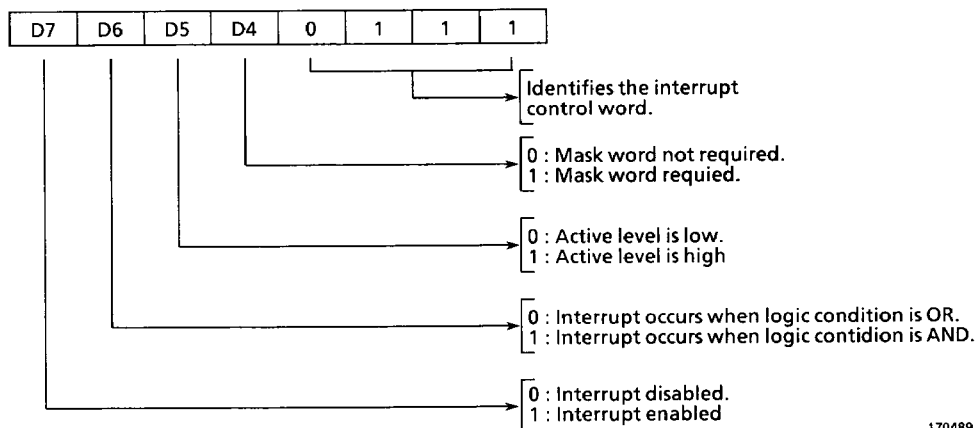 D7 D6 D5 D4 0 1 1 1
Identifies the interrupt
control word.
0 : Mask word not required.
1 : Mask word requied.
0 : Active level is low.
1 : Active level is high
0 : Interrupt occurs when logic condition is OR.
1 : Interrupt occurs when logic contidion is AND.
0 : Interrupt disabled.
1 : Interrupt enabled
170489